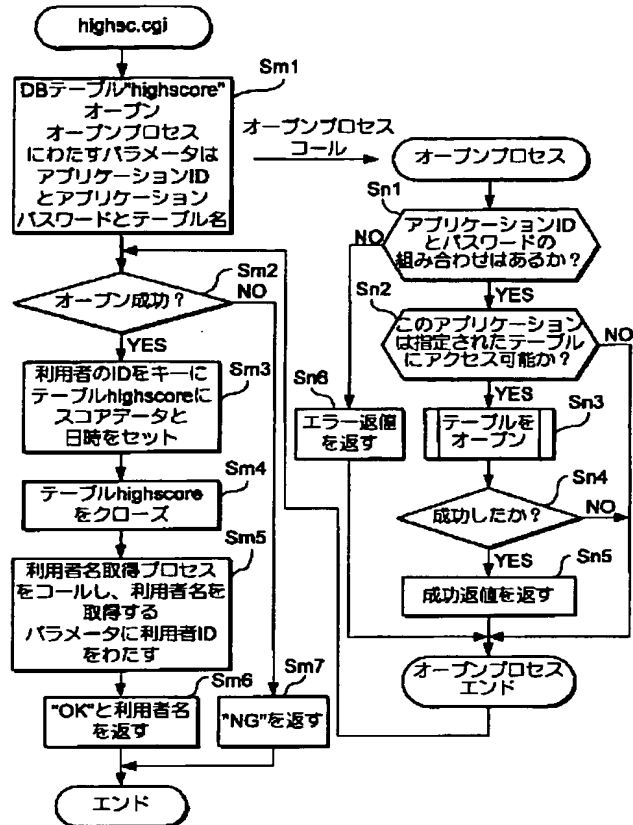 highsc.cgi
Sm1
DBテーブル"highscore"
オープン
オープンプロセス
にわたすパラメータは
アプリケーションID
とアプリケーション
パスワードとテーブル名
オープンプロセス
コール
Sm2
オープン成功?
NO
YES
Sm3
利用者のIDをキーに
テーブルhighscoreに
スコアデータと
日時をセット
Sm4
テーブルhighscore
をクローズ
Sm5
利用者名取得プロセス
をコールし、利用者名を
取得する
パラメータに利用者ID
をわたす
Sm6
"OK"と利用者名
を返す
Sm7
"NG"を返す
エンド
オープンプロセス
Sn1
アプリケーションID
とパスワードの
組み合わせはあるか?
NO
YES
Sn2
このアプリケーション
は指定されたテーブル
にアクセス可能か?
NO
YES
Sn6
エラー返値
を返す
Sn3
テーブルを
オープン
Sn4
成功したか?
NO
YES
Sn5
成功返値を返す
オープンプロセス
エンド